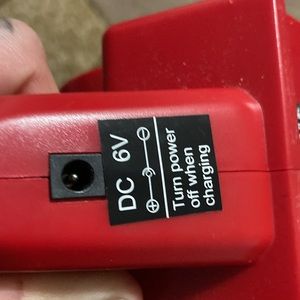 DC 6V
Turn power
off when
charging